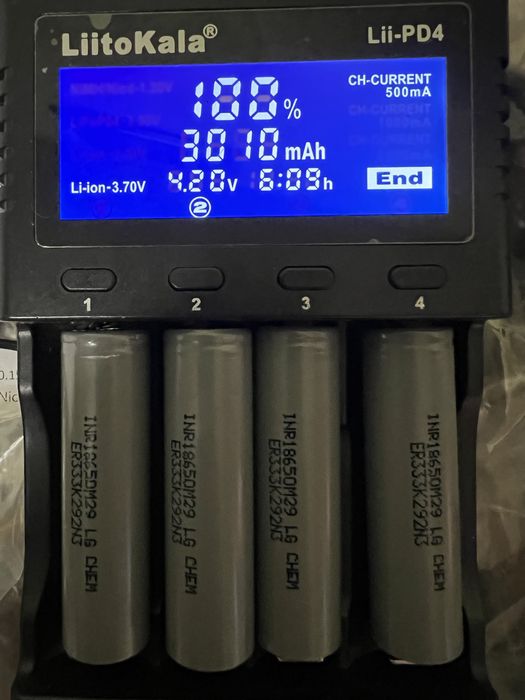 LiitoKala®
Lii-PD4
100%
CH-CURRENT
500mA
3010 mAh
Li-ion-3.70V
4.20v
6:09h
End
2
1
2
3
4
INR18650M29 LG CHEM
ER333K292N3
INR18650M29 LG CHEM
ER333K292N3
INR18650M29 LG CHEM
ER333K292N3
INR18650M29 LG CHEM
ER333K292N3